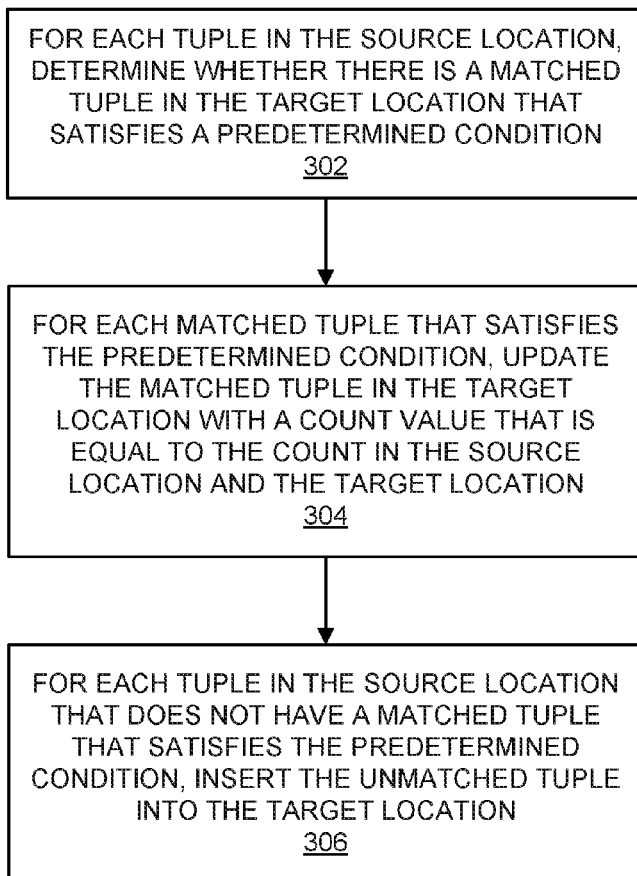 FOR EACH TUPLE IN THE SOURCE LOCATION,
DETERMINE WHETHER THERE IS A MATCHED
TUPLE IN THE TARGET LOCATION THAT
SATISFIES A PREDETERMINED CONDITION
302
FOR EACH MATCHED TUPLE THAT SATISFIES
THE PREDETERMINED CONDITION, UPDATE
THE MATCHED TUPLE IN THE TARGET
LOCATION WITH A COUNT VALUE THAT IS
EQUAL TO THE COUNT IN THE SOURCE
LOCATION AND THE TARGET LOCATION
304
FOR EACH TUPLE IN THE SOURCE LOCATION
THAT DOES NOT HAVE A MATCHED TUPLE
THAT SATISFIES THE PREDETERMINED
CONDITION, INSERT THE UNMATCHED TUPLE
INTO THE TARGET LOCATION
306